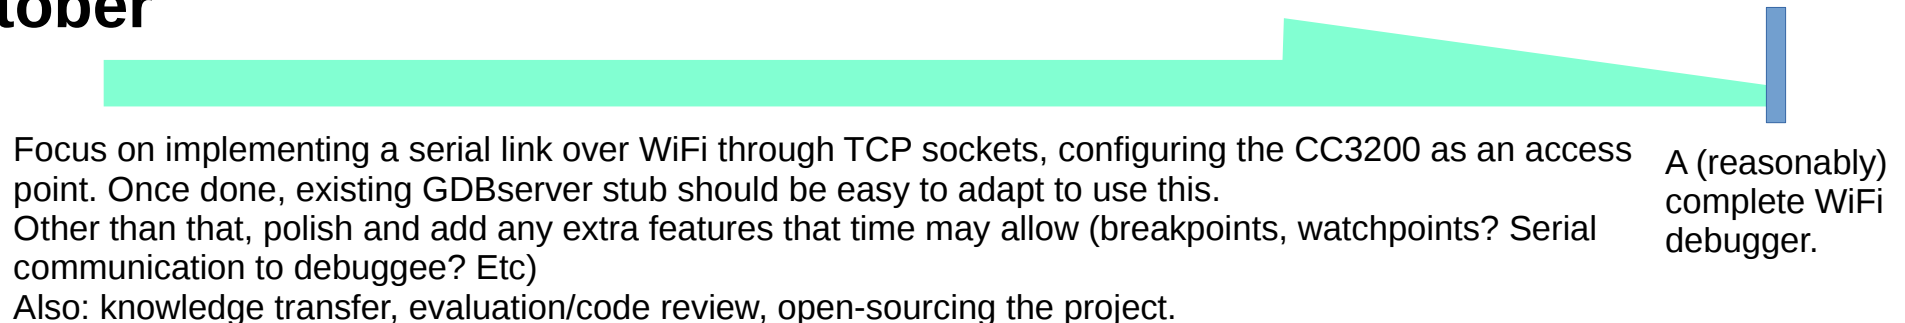 tober
Focus on implementing a serial link over WiFi through TCP sockets, configuring the CC3200 as an access
point. Once done, existing GDBserver stub should be easy to adapt to use this.
Other than that, polish and add any extra features that time may allow (breakpoints, watchpoints? Serial
communication to debuggee? Etc)
Also: knowledge transfer, evaluation/code review, open-sourcing the project.
A (reasonably)
complete WiFi
debugger.